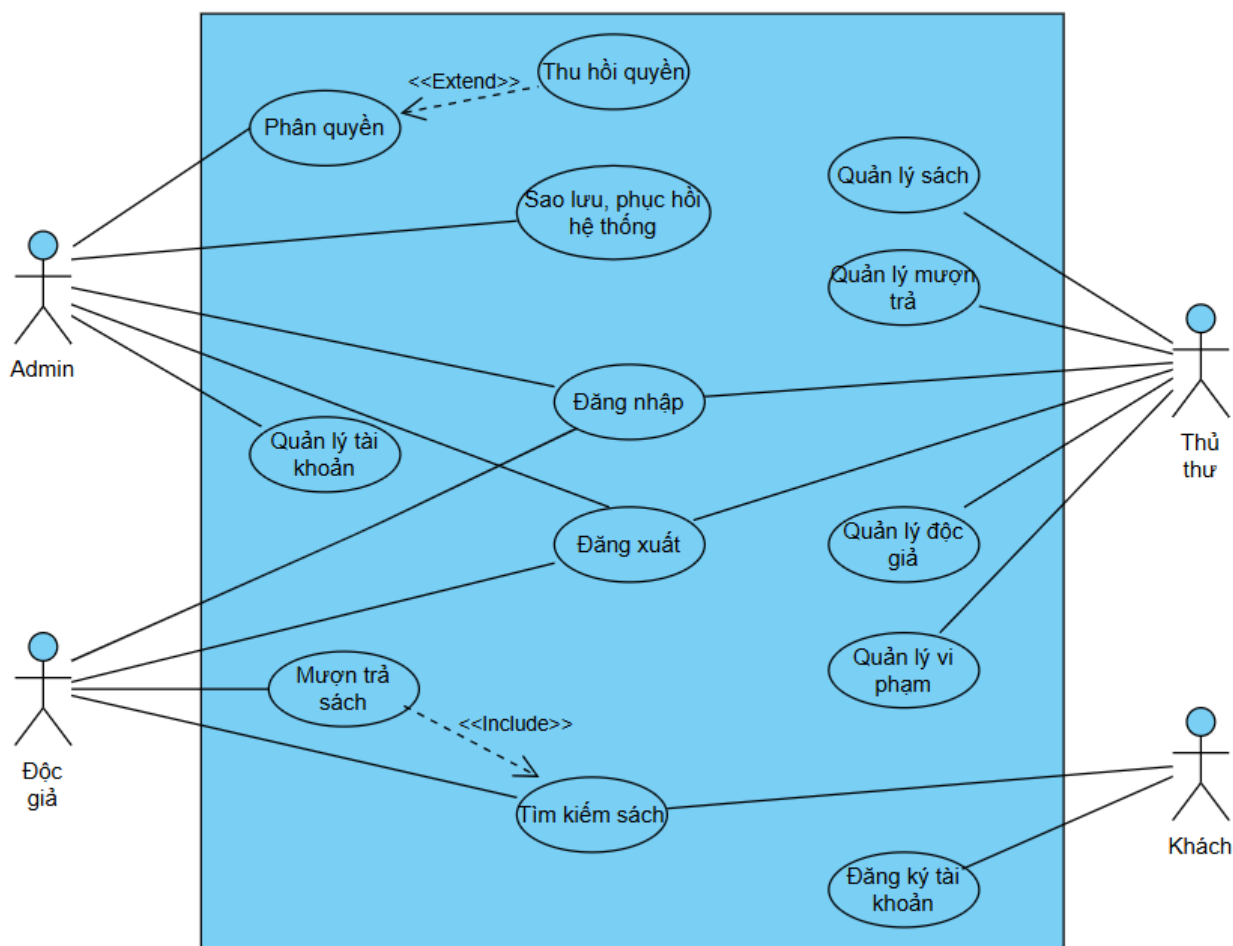 Thu hồi quyền
<<Extend>>
Phân quyền
Quản lý sách
Sao lưu, phục hồi
hệ thống
Quản lý mượn
trả
Admin
Đăng nhập
Quản lý tài
khoản
Thủ
thư
Đăng xuất
Quản lý độc
giả
Mượn trả
sách
Quản lý vi
phạm
<<Include>>
Độc
giả
Tìm kiếm sách
Khách
Đăng ký tài
khoản